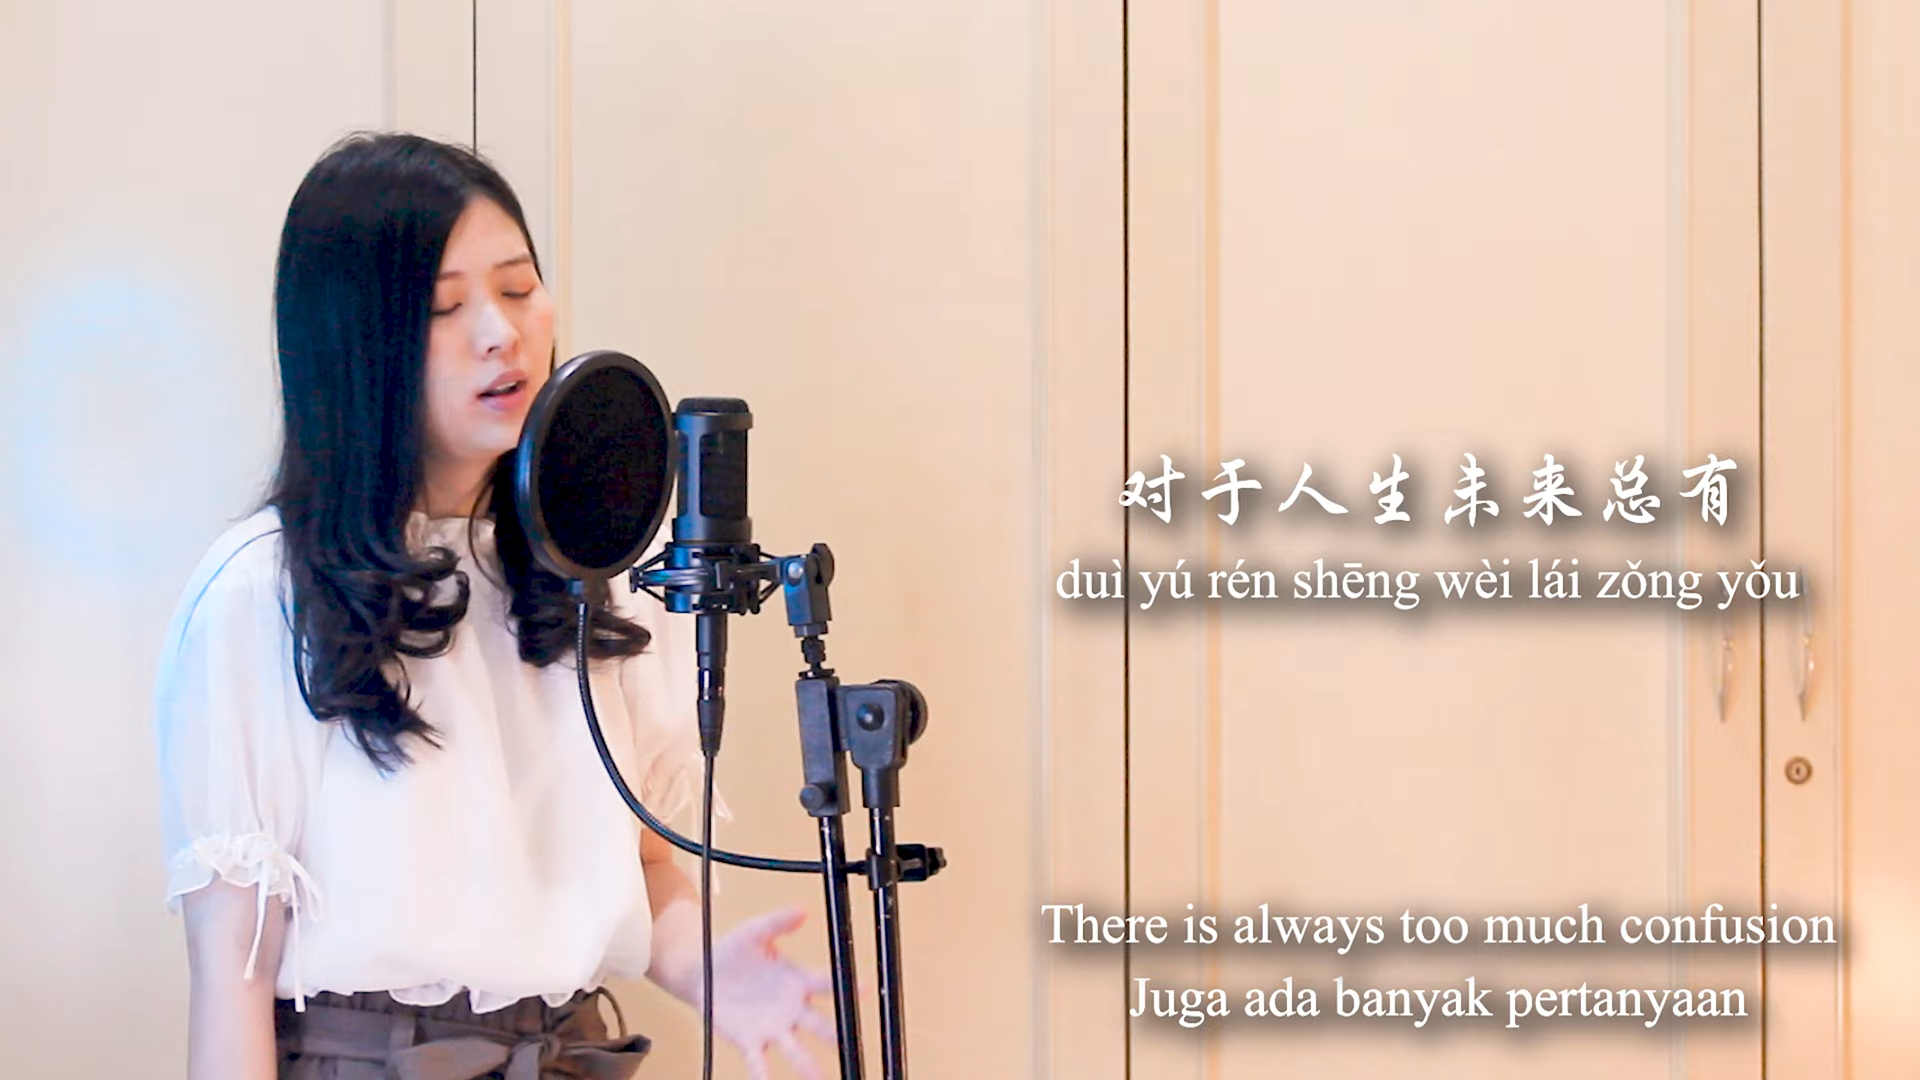 对于人生未来总有
duì yú rén shēng wèi lái zǒng yǒu
There is always too much confusion
Juga ada banyak pertanyaan